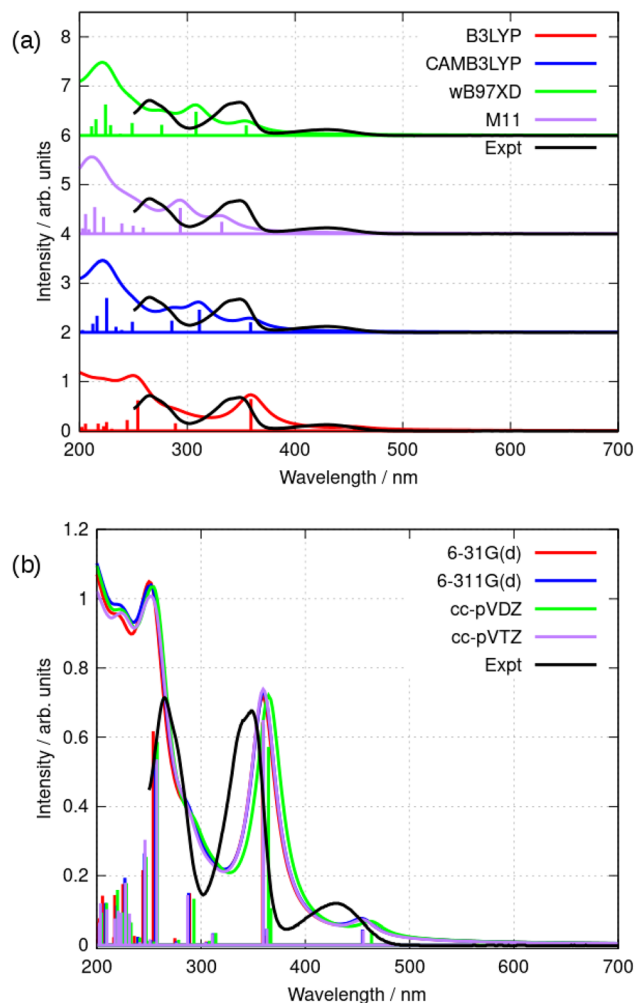 (a)
8
7
6
5
4
3
2
1
0
Intensity / arb. units
B3LYP
CAMB3LYP
wB97XD
M11
Expt
200 300 400 500 600 700
Wavelength / nm
(b)
1.2
1
0.8
0.6
0.4
0.2
0
Intensity / arb. units
6-31G(d)
6-311G(d)
cc-pVDZ
cc-pVTZ
Expt
200 300 400 500 600 700
Wavelength / nm